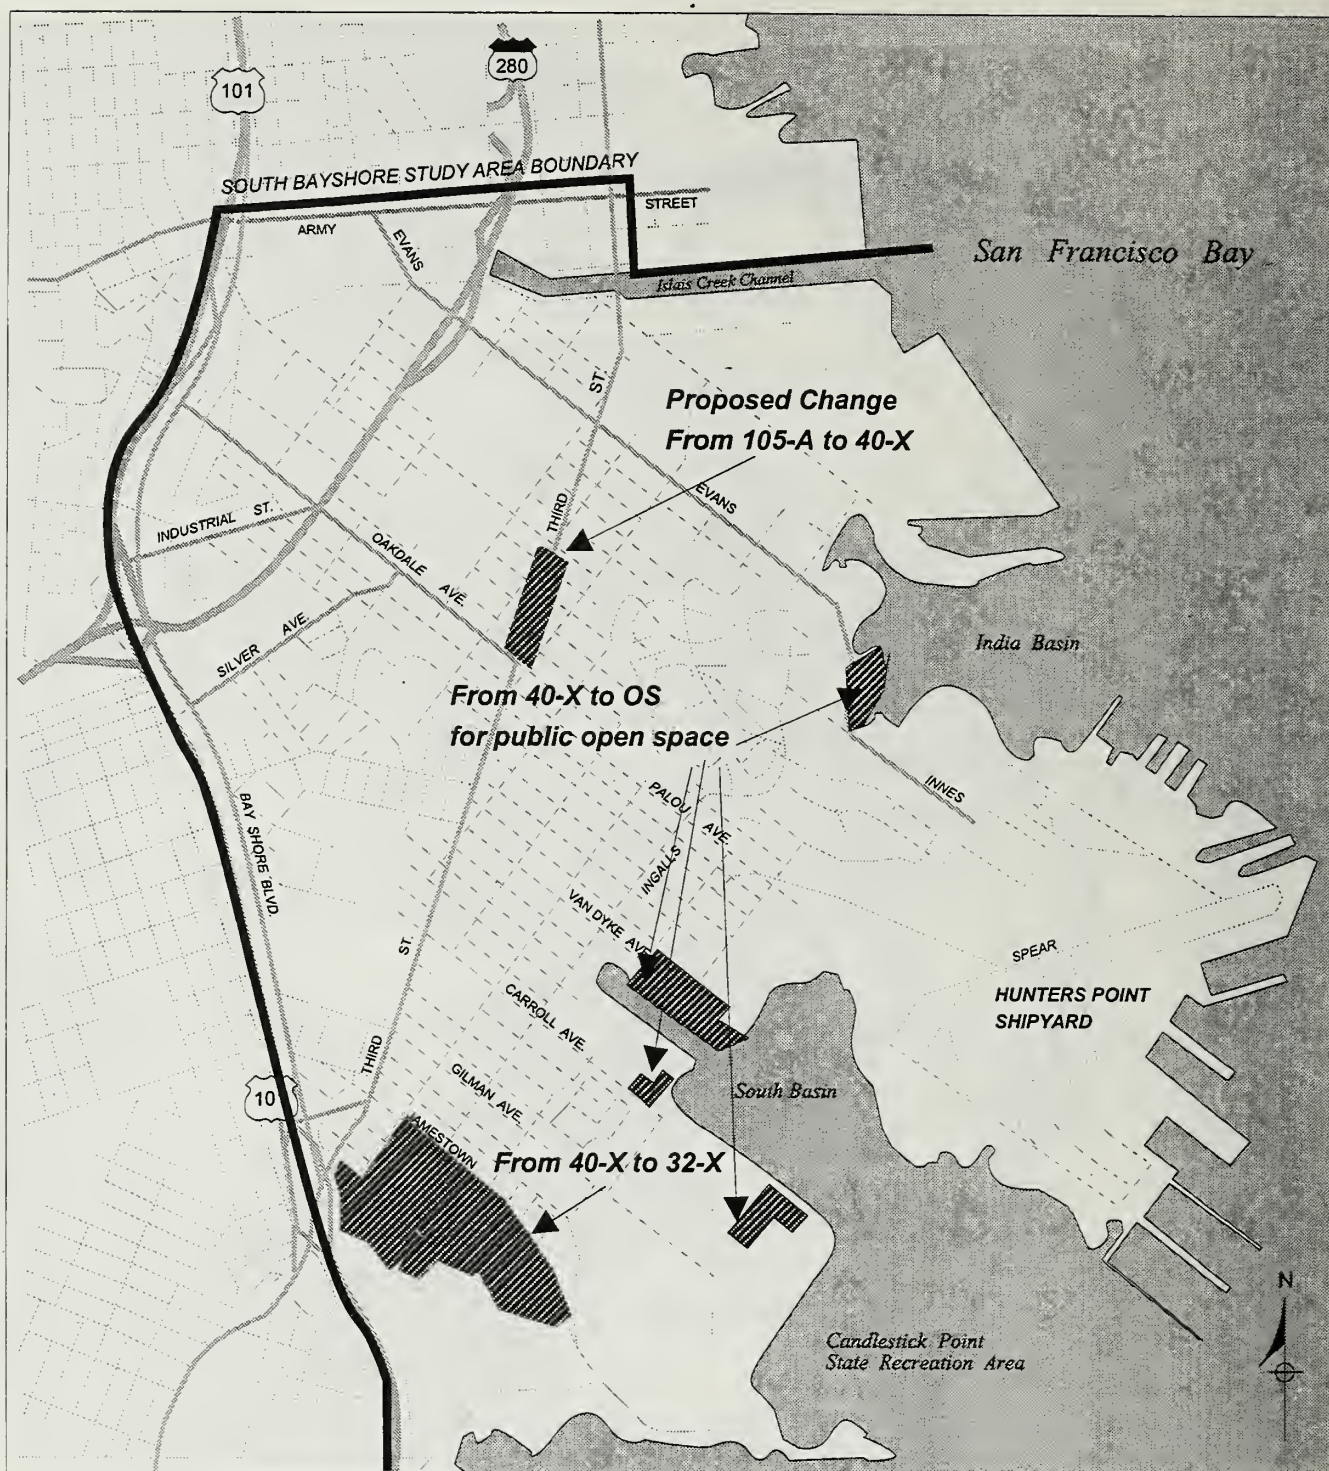 280
101
SOUTH BAYSHORE STUDY AREA BOUNDARY
STREET
ARMY
EVANS
San Francisco Bay
Islais Creek Channel
ST.
Proposed Change
From 105-A to 40-X
EVANS
THIRD
INDUSTRIAL ST.
OAKDALE AVE.
SILVER AVE.
India Basin
From 40-X to OS
for public open space
INNES
PALOU AVE.
BAY SHORE BLVD.
INGALLS
VAN DYKE AVE.
ST.
SPEAR
HUNTERS POINT
SHIPYARD
CARROLL AVE.
THIRD
GILMAN AVE.
South Basin
10
AMESTOWN
From 40-X to 32-X
N
Candlestick Point
State Recreation Area